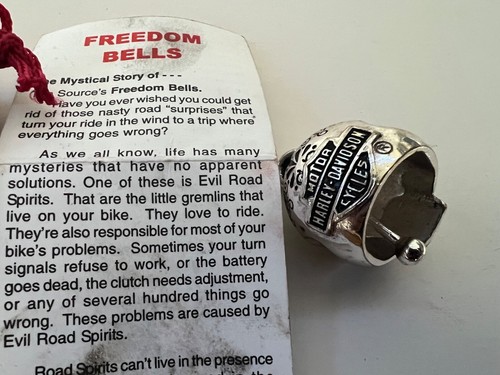 FREEDOM
BELLS
e Mystical Story of - - -
Source's Freedom Bells.
Have you ever wished you could get
rid of those nasty road "surprises" that
turn your ride in the wind to a trip where
everything goes wrong?
As we all know, life has many
mysteries that have no apparent
solutions. One of these is Evil Road
Spirits. That are the little gremlins that
live on your bike. They love to ride.
They're also responsible for most of your
bike's problems. Sometimes your turn
signals refuse to work, or the battery
goes dead, the clutch needs adjustment,
or any of several hundred things go
wrong. These problems are caused by
Evil Road Spirits.
Road Spirits can't live in the presence
MOTOR
HARLEY-DAVIDSON
CYCLES
®